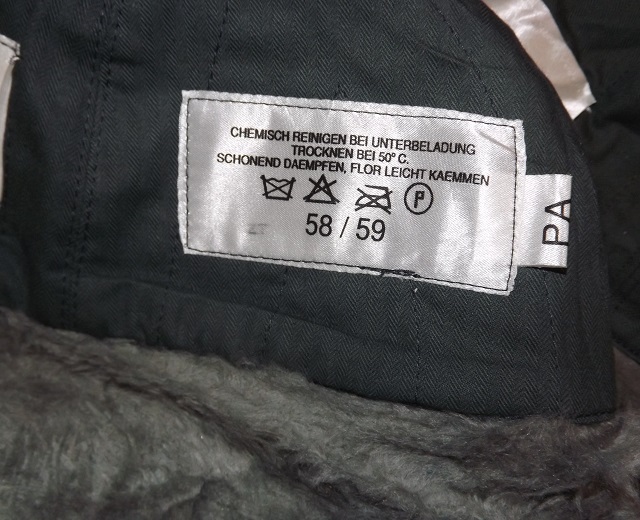 CHEMISCH REINIGEN BEI UNTERBELADUNG
TROCKNEN BEI 50° C.
SCHONEND DAEMPFEN, FLOR LEICHT KAEMMEN
P
58 / 59
PA